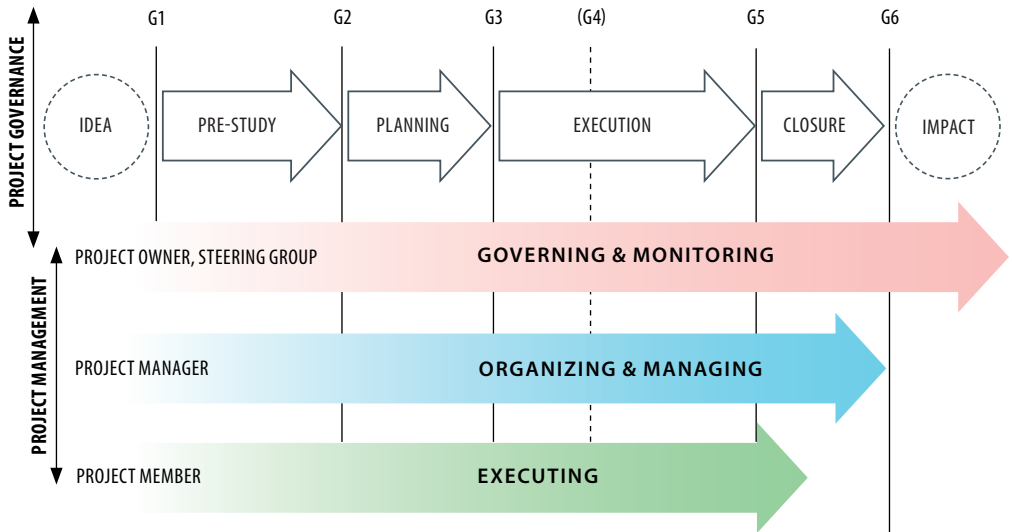 G1
G2
G3
(G4)
G5
G6
PROJECT GOVERNANCE
IDEA
PRE-STUDY
PLANNING
EXECUTION
CLOSURE
IMPACT
PROJECT OWNER, STEERING GROUP
GOVERNING & MONITORING
PROJECT MANAGEMENT
PROJECT MANAGER
ORGANIZING & MANAGING
PROJECT MEMBER
EXECUTING